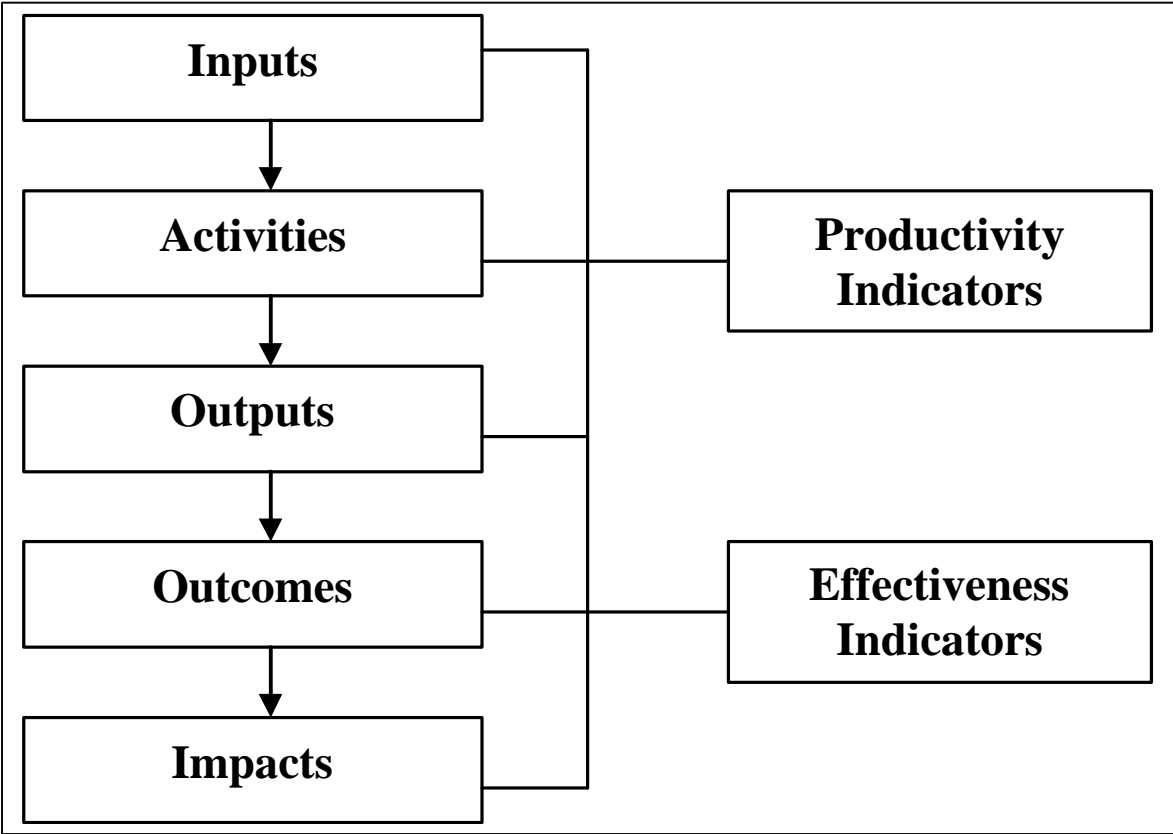 Inputs
Activities
Productivity
Indicators
Outputs
Outcomes
Effectiveness
Indicators
Impacts